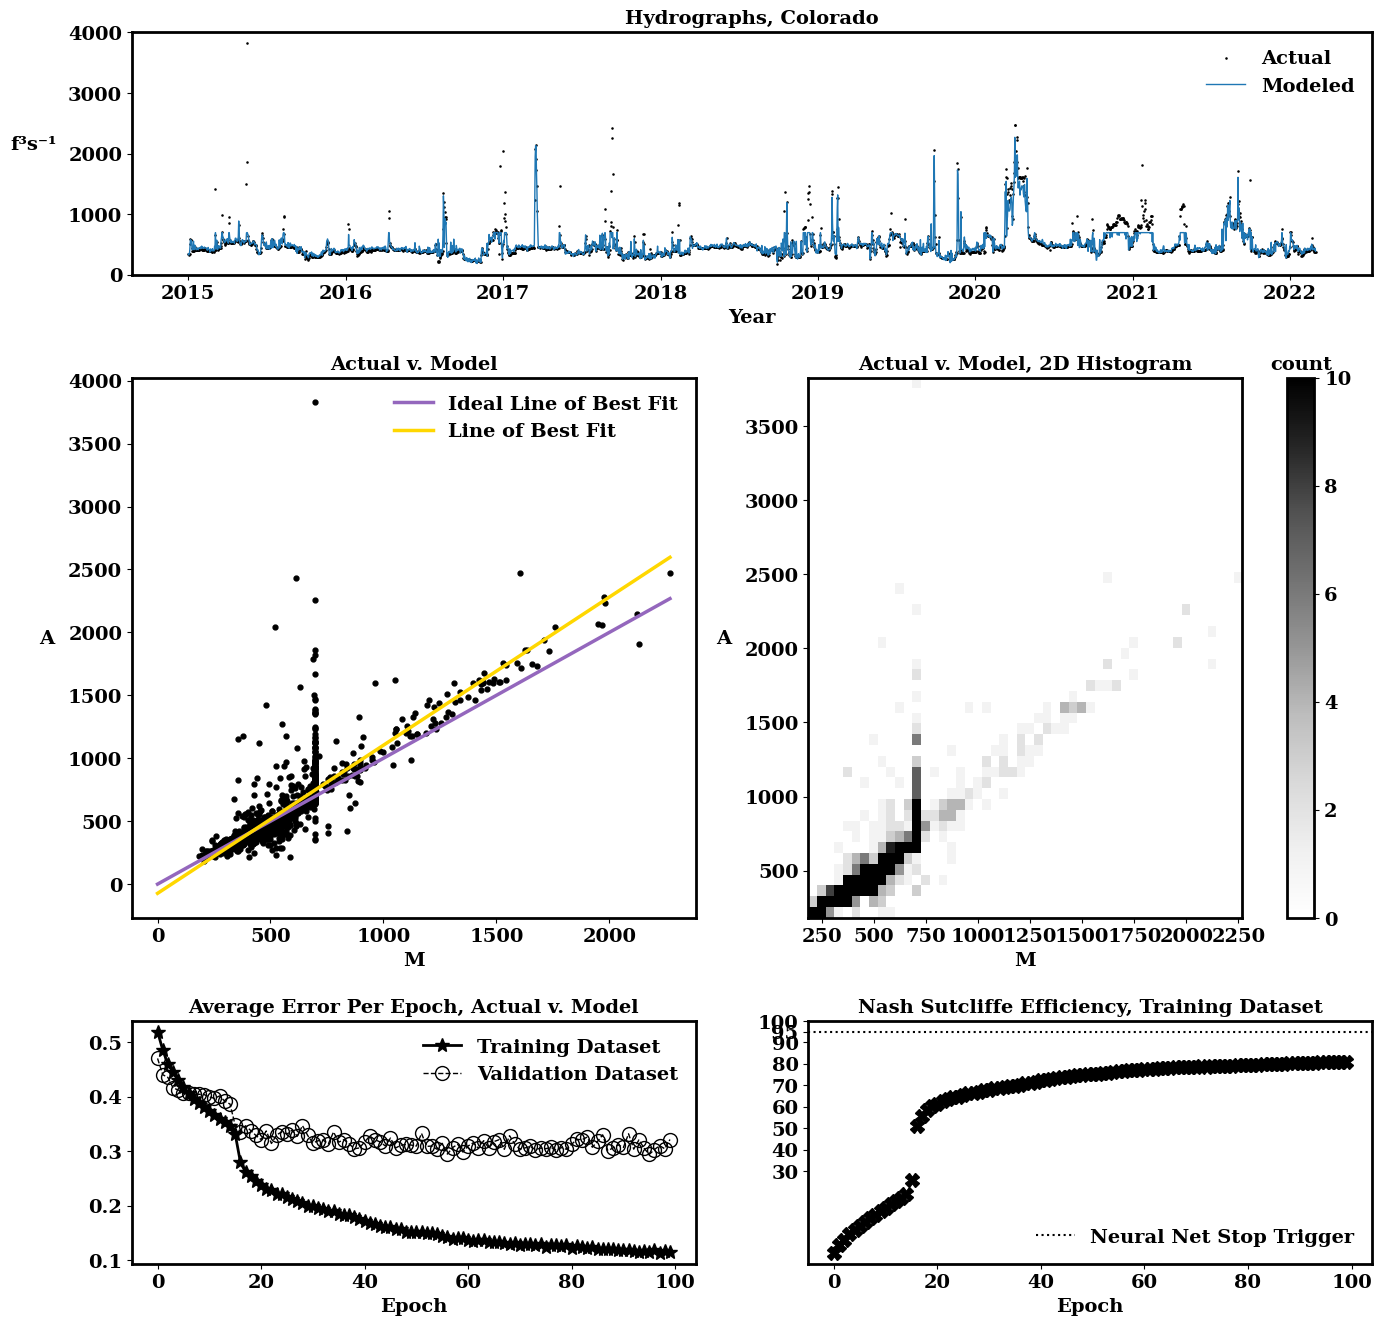 Hydrographs, Colorado
4000
3000
2000
1000
0
f³s⁻¹
Actual
Modeled
2015 2016 2017 2018 2019 2020 2021 2022
Year
Actual v. Model
4000
3500
3000
2500
2000
1500
1000
500
0
A
Ideal Line of Best Fit
Line of Best Fit
0 500 1000 1500 2000
M
Actual v. Model, 2D Histogram
3500
3000
2500
2000
1500
1000
500
A
250 500 750 1000 1250 1500 1750 2000 2250
M
count
10
8
6
4
2
0
Average Error Per Epoch, Actual v. Model
0.5
0.4
0.3
0.2
0.1
Training Dataset
Validation Dataset
0 20 40 60 80 100
Epoch
Nash Sutcliffe Efficiency, Training Dataset
100
95
90
80
70
60
50
40
30
Neural Net Stop Trigger
0 20 40 60 80 100
Epoch